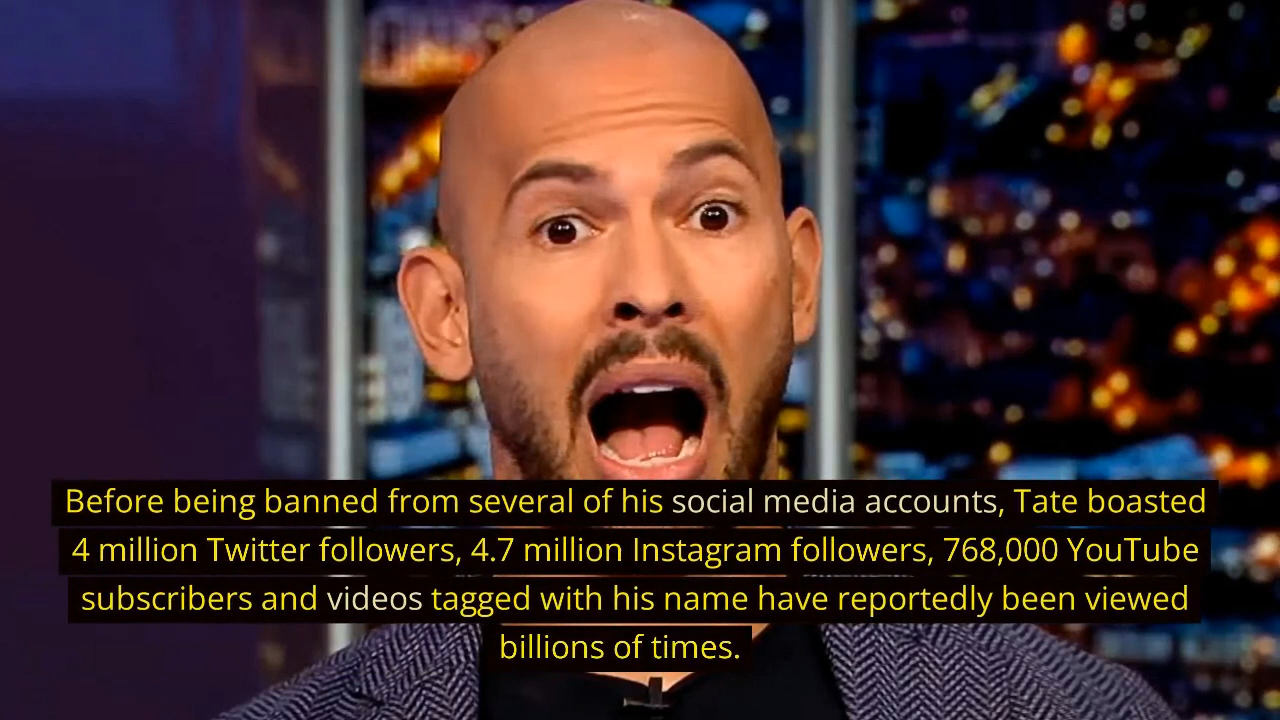 Before being banned from several of his social media accounts, Tate boasted
4 million Twitter followers, 4.7 million Instagram followers, 768,000 YouTube
subscribers and videos tagged with his name have reportedly been viewed
billions of times.